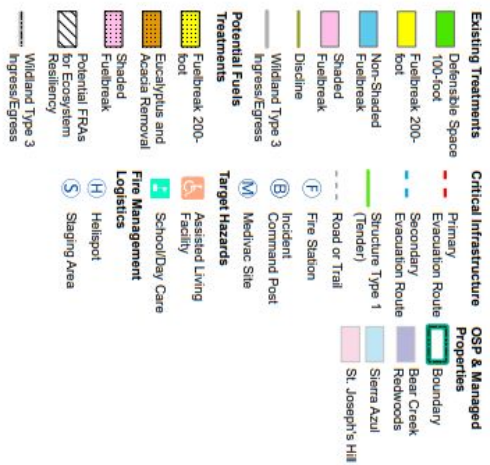 Existing Treatments
Defensible Space
100-foot
Fuelbreak 200-
foot
Non-Shaded
Fuelbreak
Shaded
Fuelbreak
Discline
Wildland Type 3
Ingress/Egress
Potential Fuels
Treatments
Fuelbreak 200-
foot
Eucalyptus and
Acacia Removal
Shaded
Fuelbreak
Potential FRAs
for Ecosystem
Resiliency
Wildland Type 3
Ingress/Egress
Critical Infrastructure
Primary
Evacuation Route
Secondary
Evacuation Route
Structure Type 1
(Tender)
Road or Trail
F Fire Station
B Incident
Command Post
M Medivac Site
Target Hazards
Assisted Living
Facility
School/Day Care
Fire Management
Logistics
H Helispot
S Staging Area
OSP & Managed
Properties
Boundary
Bear Creek
Redwoods
Sierra Azul
St. Joseph's Hill